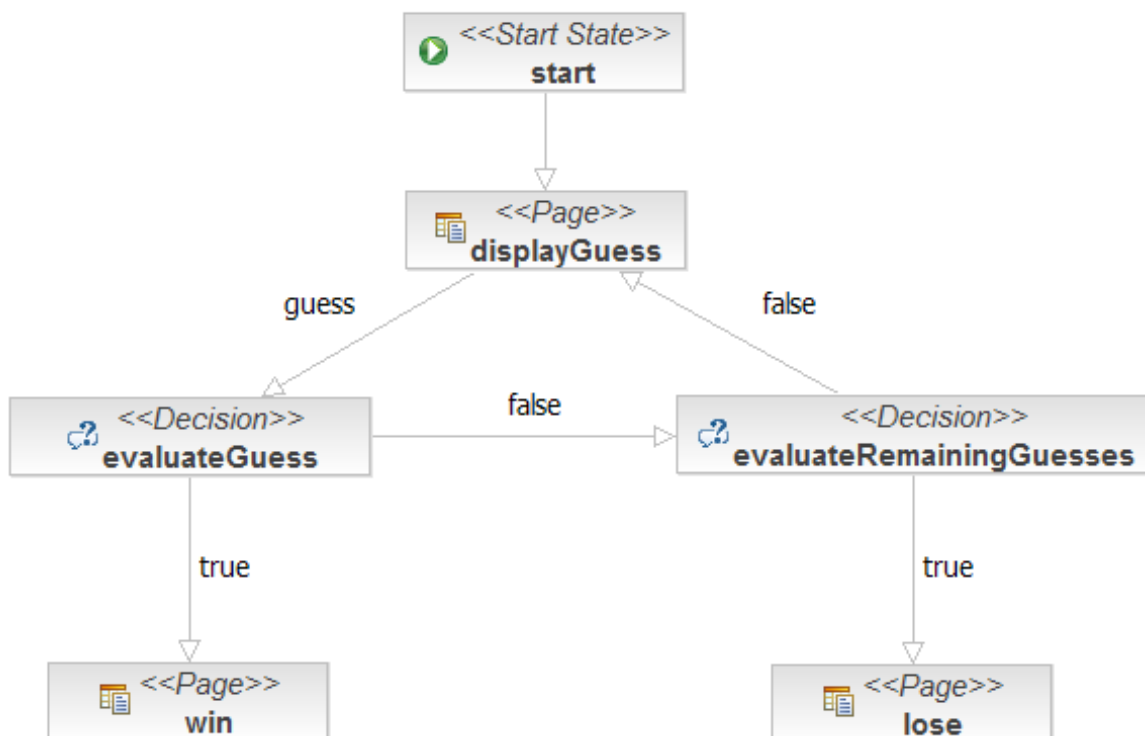 <<Start State>>
start
<<Page>>
displayGuess
guess
false
<<Decision>>
evaluateGuess
false
<<Decision>>
evaluateRemainingGuesses
true
true
<<Page>>
win
<<Page>>
lose